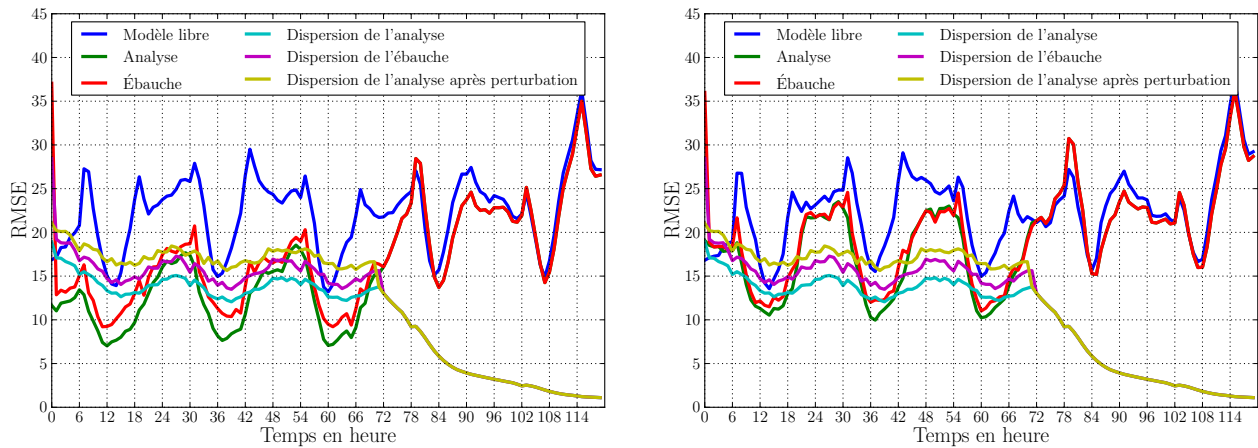 45
40
35
30
25
20
15
10
5
0
RMSE
Modèle libre
Analyse
Ébauche
Dispersion de l'analyse
Dispersion de l'ébauche
Dispersion de l'analyse après perturbation
0 6 12 18 24 30 36 42 48 54 60 66 72 78 84 90 96 102 108 114
Temps en heure
45
40
35
30
25
20
15
10
5
0
RMSE
Modèle libre
Analyse
Ébauche
Dispersion de l'analyse
Dispersion de l'ébauche
Dispersion de l'analyse après perturbation
0 6 12 18 24 30 36 42 48 54 60 66 72 78 84 90 96 102 108 114
Temps en heure